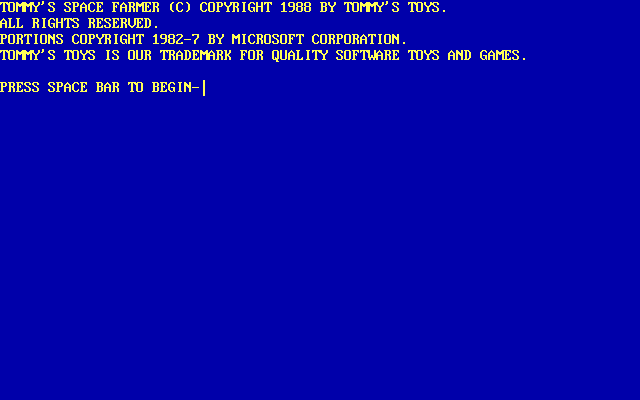 TOMMY'S SPACE FARMER (C) COPYRIGHT 1988 BY TOMMY'S TOYS.
ALL RIGHTS RESERVED.
PORTIONS COPYRIGHT 1982-7 BY MICROSOFT CORPORATION.
TOMMY'S TOYS IS OUR TRADEMARK FOR QUALITY SOFTWARE TOYS AND GAMES.
PRESS SPACE BAR TO BEGIN-